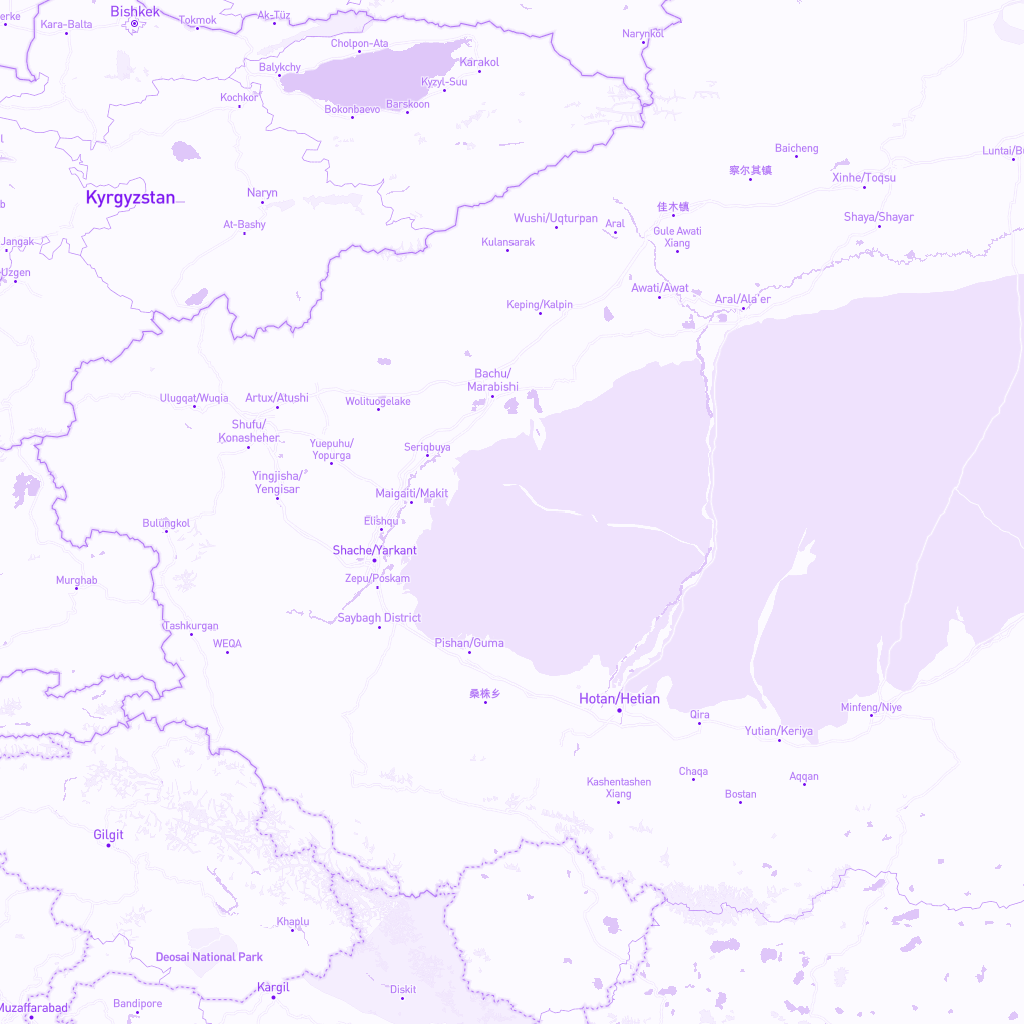 Bishkek
Kara-Balta
Tokmok
Ak-Tüz
Cholpon-Ata
Balykchy
Karakol
Kyzyl-Suu
Narynkol
Kochkor
Bokonbaevo
Barskoon
Baicheng
Luntai/Bu
察尔其镇
Xinhe/Toqsu
Kyrgyzstan
Naryn
佳木镇
At-Bashy
Wushi/Uqturpan
Aral
Shaya/Shayar
Gule Awati
Xiang
Jangak
Kulansarak
Uzgen
Awati/Awat
Keping/Kalpin
Aral/Ala'er
Bachu/
Marabishi
Ulugqat/Wuqia
Artux/Atushi
Wolituogelake
Shufu/
Konasheher
Yuepuhu/
Yopurga
Seriqbuya
Yingjisha/
Yengisar
Maigaiti/Makit
Bulungkol
Elishqu
Shache/Yarkant
Zepu/Poskam
Murghab
Saybagh District
Tashkurgan
WEQA
Pishan/Guma
桑株乡
Hotan/Hetian
Qira
Minfeng/Niye
Yutian/Keriya
Chaqa
Aqqan
Kashentashen
Xiang
Bostan
Gilgit
Khaplu
Deosai National Park
Kargil
Diskit
Bandipore
Muzaffarabad